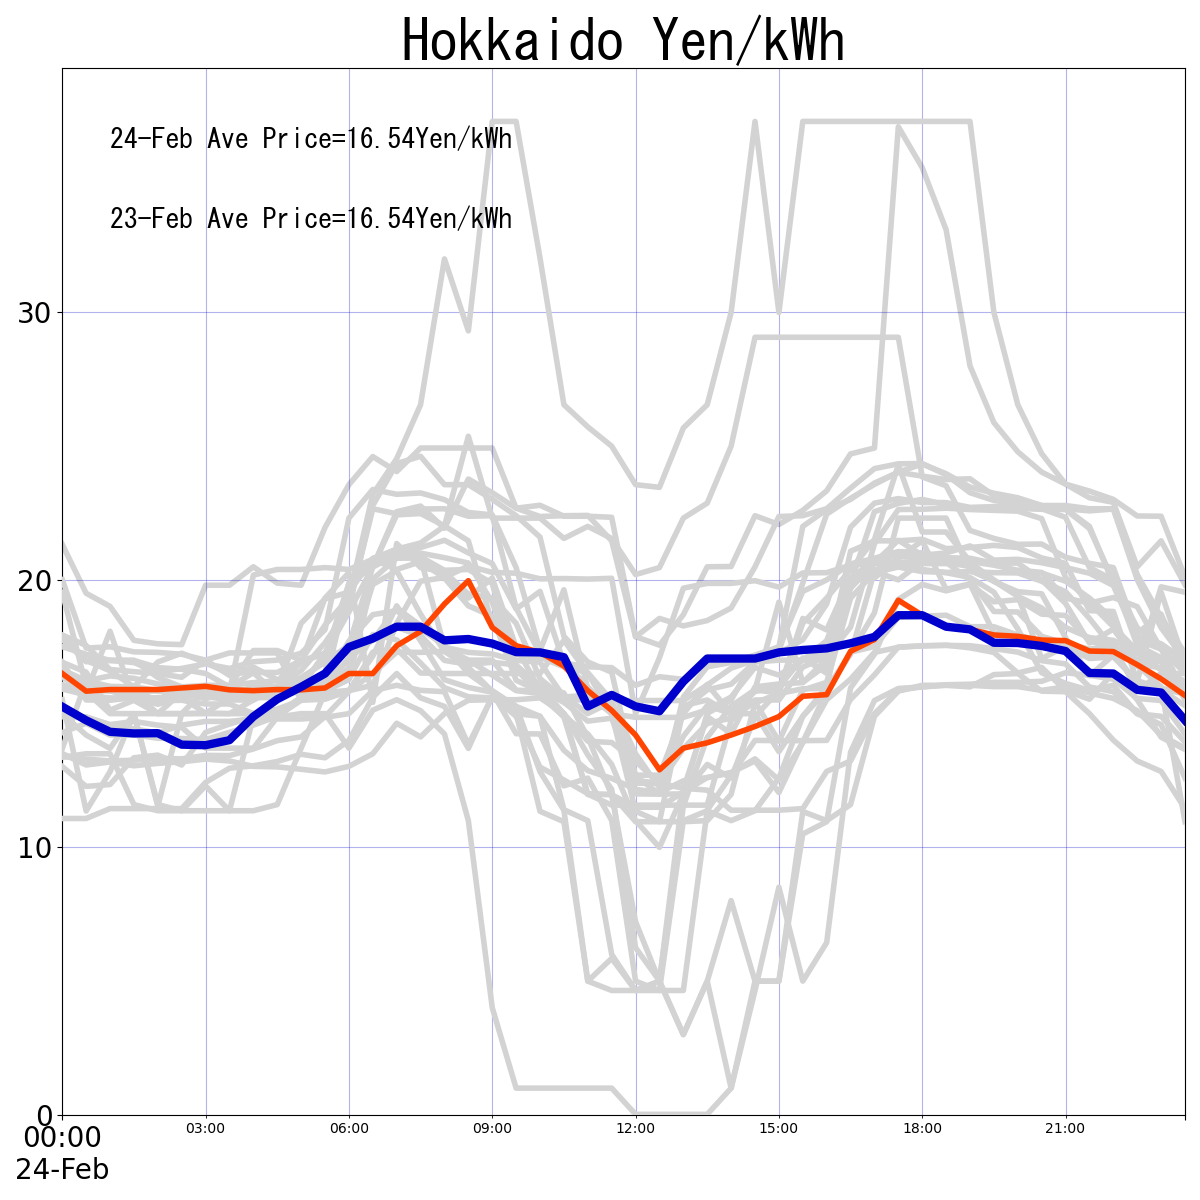 Hokkaido Yen/kWh
24-Feb Ave Price=16.54Yen/kWh
23-Feb Ave Price=16.54Yen/kWh
30
20
10
0
00:00 03:00 06:00 09:00 12:00 15:00 18:00 21:00
24-Feb